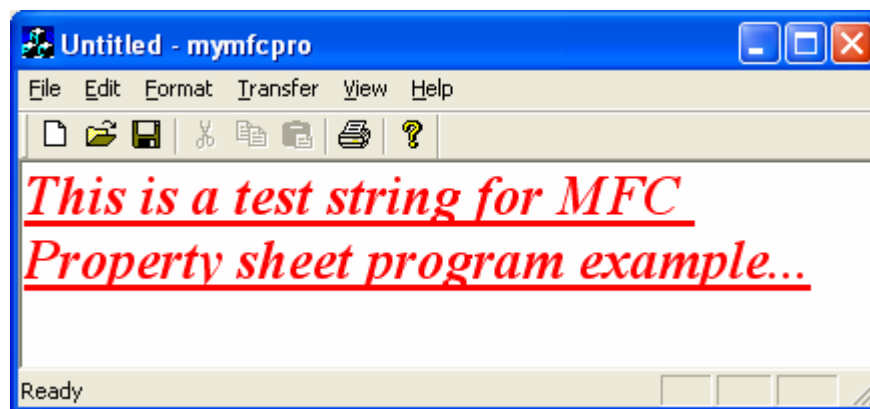 Untitled - mymfcpro
File Edit Format Transfer View Help
This is a test string for MFC
Property sheet program example...
Ready